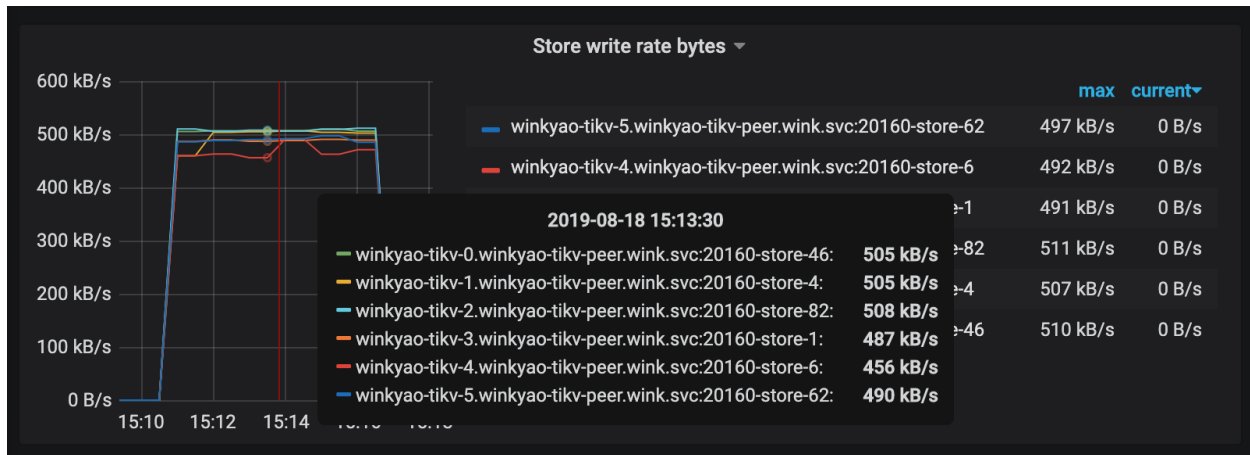 Store write rate bytes
600 kB/s
500 kB/s
400 kB/s
300 kB/s
200 kB/s
100 kB/s
0 B/s
15:10 15:12 15:14
max current
winkyao-tikv-5.winkyao-tikv-peer.wink.svc:20160-store-62 497 kB/s 0 B/s
winkyao-tikv-4.winkyao-tikv-peer.wink.svc:20160-store-6 492 kB/s 0 B/s
e-1 491 kB/s 0 B/s
e-82 511 kB/s 0 B/s
e-4 507 kB/s 0 B/s
e-46 510 kB/s 0 B/s
2019-08-18 15:13:30
winkyao-tikv-0.winkyao-tikv-peer.wink.svc:20160-store-46: 505 kB/s
winkyao-tikv-1.winkyao-tikv-peer.wink.svc:20160-store-4: 505 kB/s
winkyao-tikv-2.winkyao-tikv-peer.wink.svc:20160-store-82: 508 kB/s
winkyao-tikv-3.winkyao-tikv-peer.wink.svc:20160-store-1: 487 kB/s
winkyao-tikv-4.winkyao-tikv-peer.wink.svc:20160-store-6: 456 kB/s
winkyao-tikv-5.winkyao-tikv-peer.wink.svc:20160-store-62: 490 kB/s